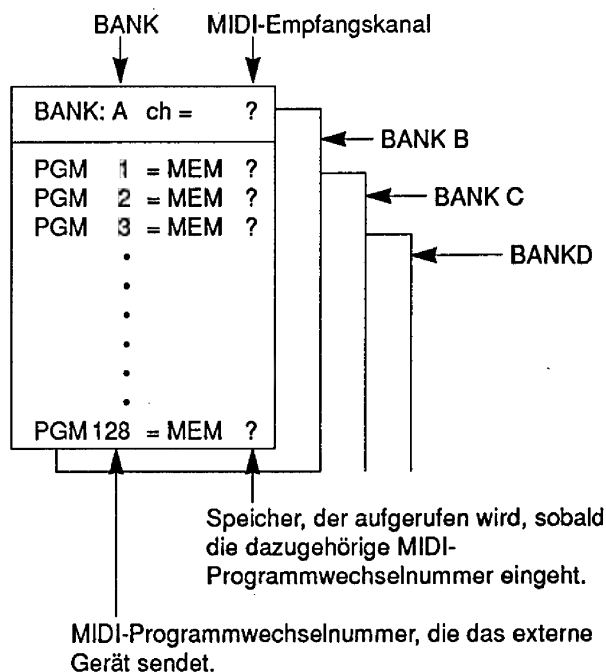 BANK MIDI-Empfangskanal
BANK: A ch = ?
BANK B
PGM 1 = MEM ?
PGM 2 = MEM ?
BANK C
PGM 3 = MEM ?
BANKD
PGM 128 = MEM ?
Speicher, der aufgerufen wird, sobald
die dazugehörige MIDI-
Programmwechselnummer eingeht.
MIDI-Programmwechselnummer, die das externe
Gerät sendet.